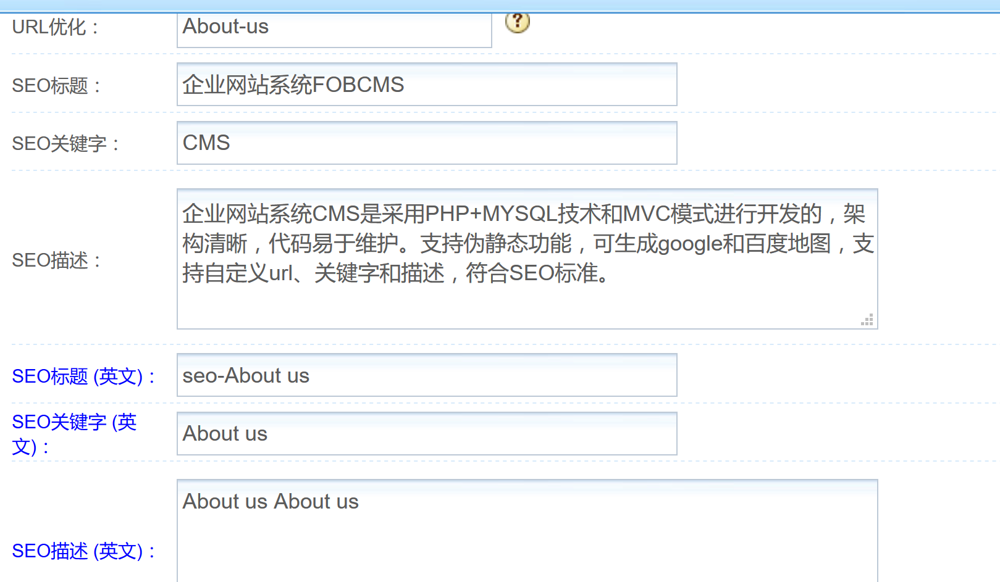 URL优化：
About-us
?
SEO标题：
企业网站系统FOBCMS
SEO关键字：
CMS
SEO描述：
企业网站系统CMS是采用PHP+MYSQL技术和MVC模式进行开发的，架
构清晰，代码易于维护。支持伪静态功能，可生成google和百度地图，支
持自定义url、关键字和描述，符合SEO标准。
SEO标题 (英文)：
seo-About us
SEO关键字 (英
文)：
About us
SEO描述 (英文)：
About us About us